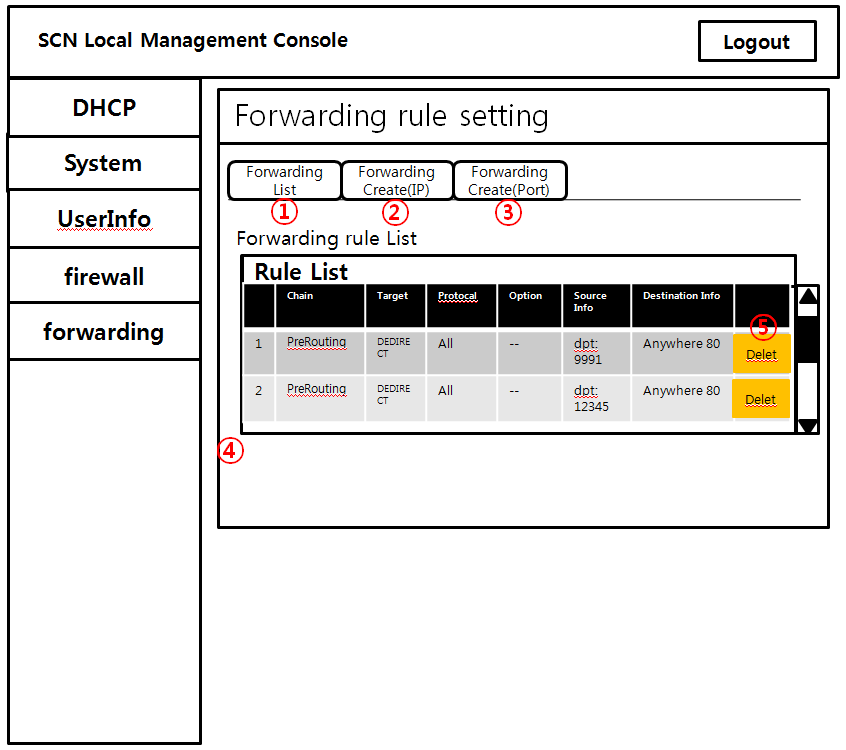 SCN Local Management Console
Logout
DHCP
System
UserInfo
firewall
forwarding
Forwarding rule setting
Forwarding
List
Forwarding
Create(IP)
Forwarding
Create(Port)
①
②
③
Forwarding rule List
Rule List
Chain
Target
Protocal
Option
Source
Info
Destination Info
⑤
1
PreRouting
DEDIRE
CT
All
--
dpt:
9991
Anywhere 80
Delet
2
PreRouting
DEDIRE
CT
All
--
dpt:
12345
Anywhere 80
Delet
④